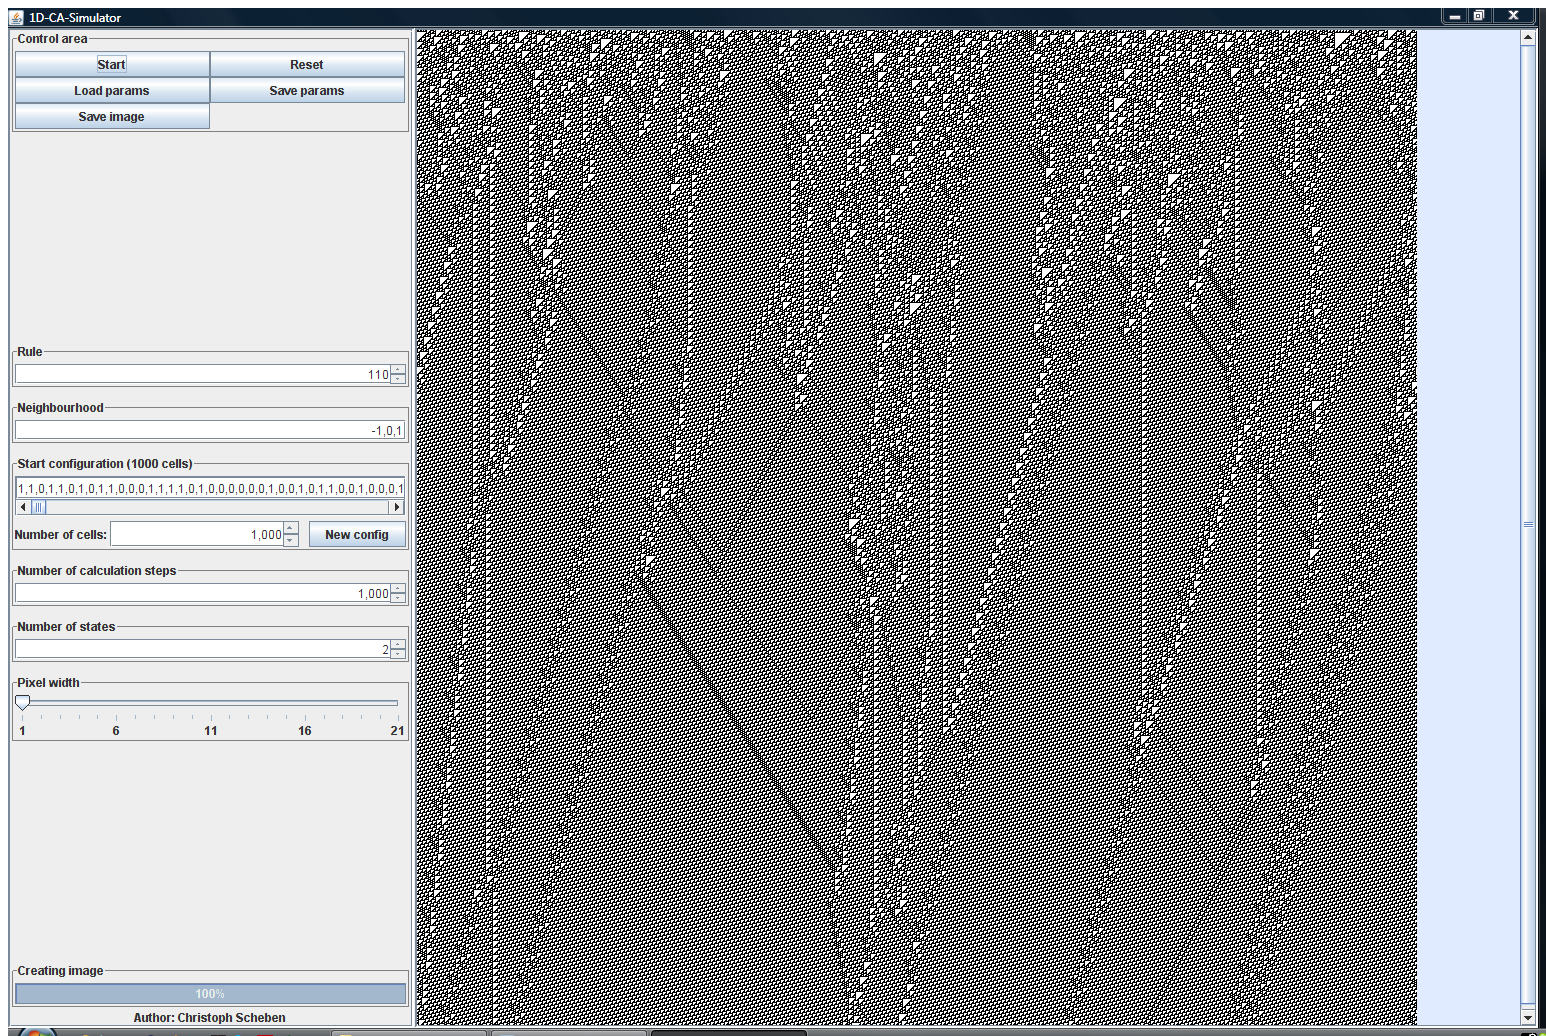 1D-CA-Simulator
Control area
Start
Reset
Load params
Save params
Save image
Rule
110
Neighbourhood
-1,0,1
Start configuration (1000 cells)
1,1,0,1,1,0,1,0,1,1,0,0,0,1,1,1,1,0,1,0,0,0,0,0,0,1,0,0,1,0,1,1,0,0,1,0,0,0,1
Number of cells:
1,000
New config
Number of calculation steps
1,000
Number of states
2
Pixel width
1 6 11 16 21
Creating image
100%
Author: Christoph Scheben